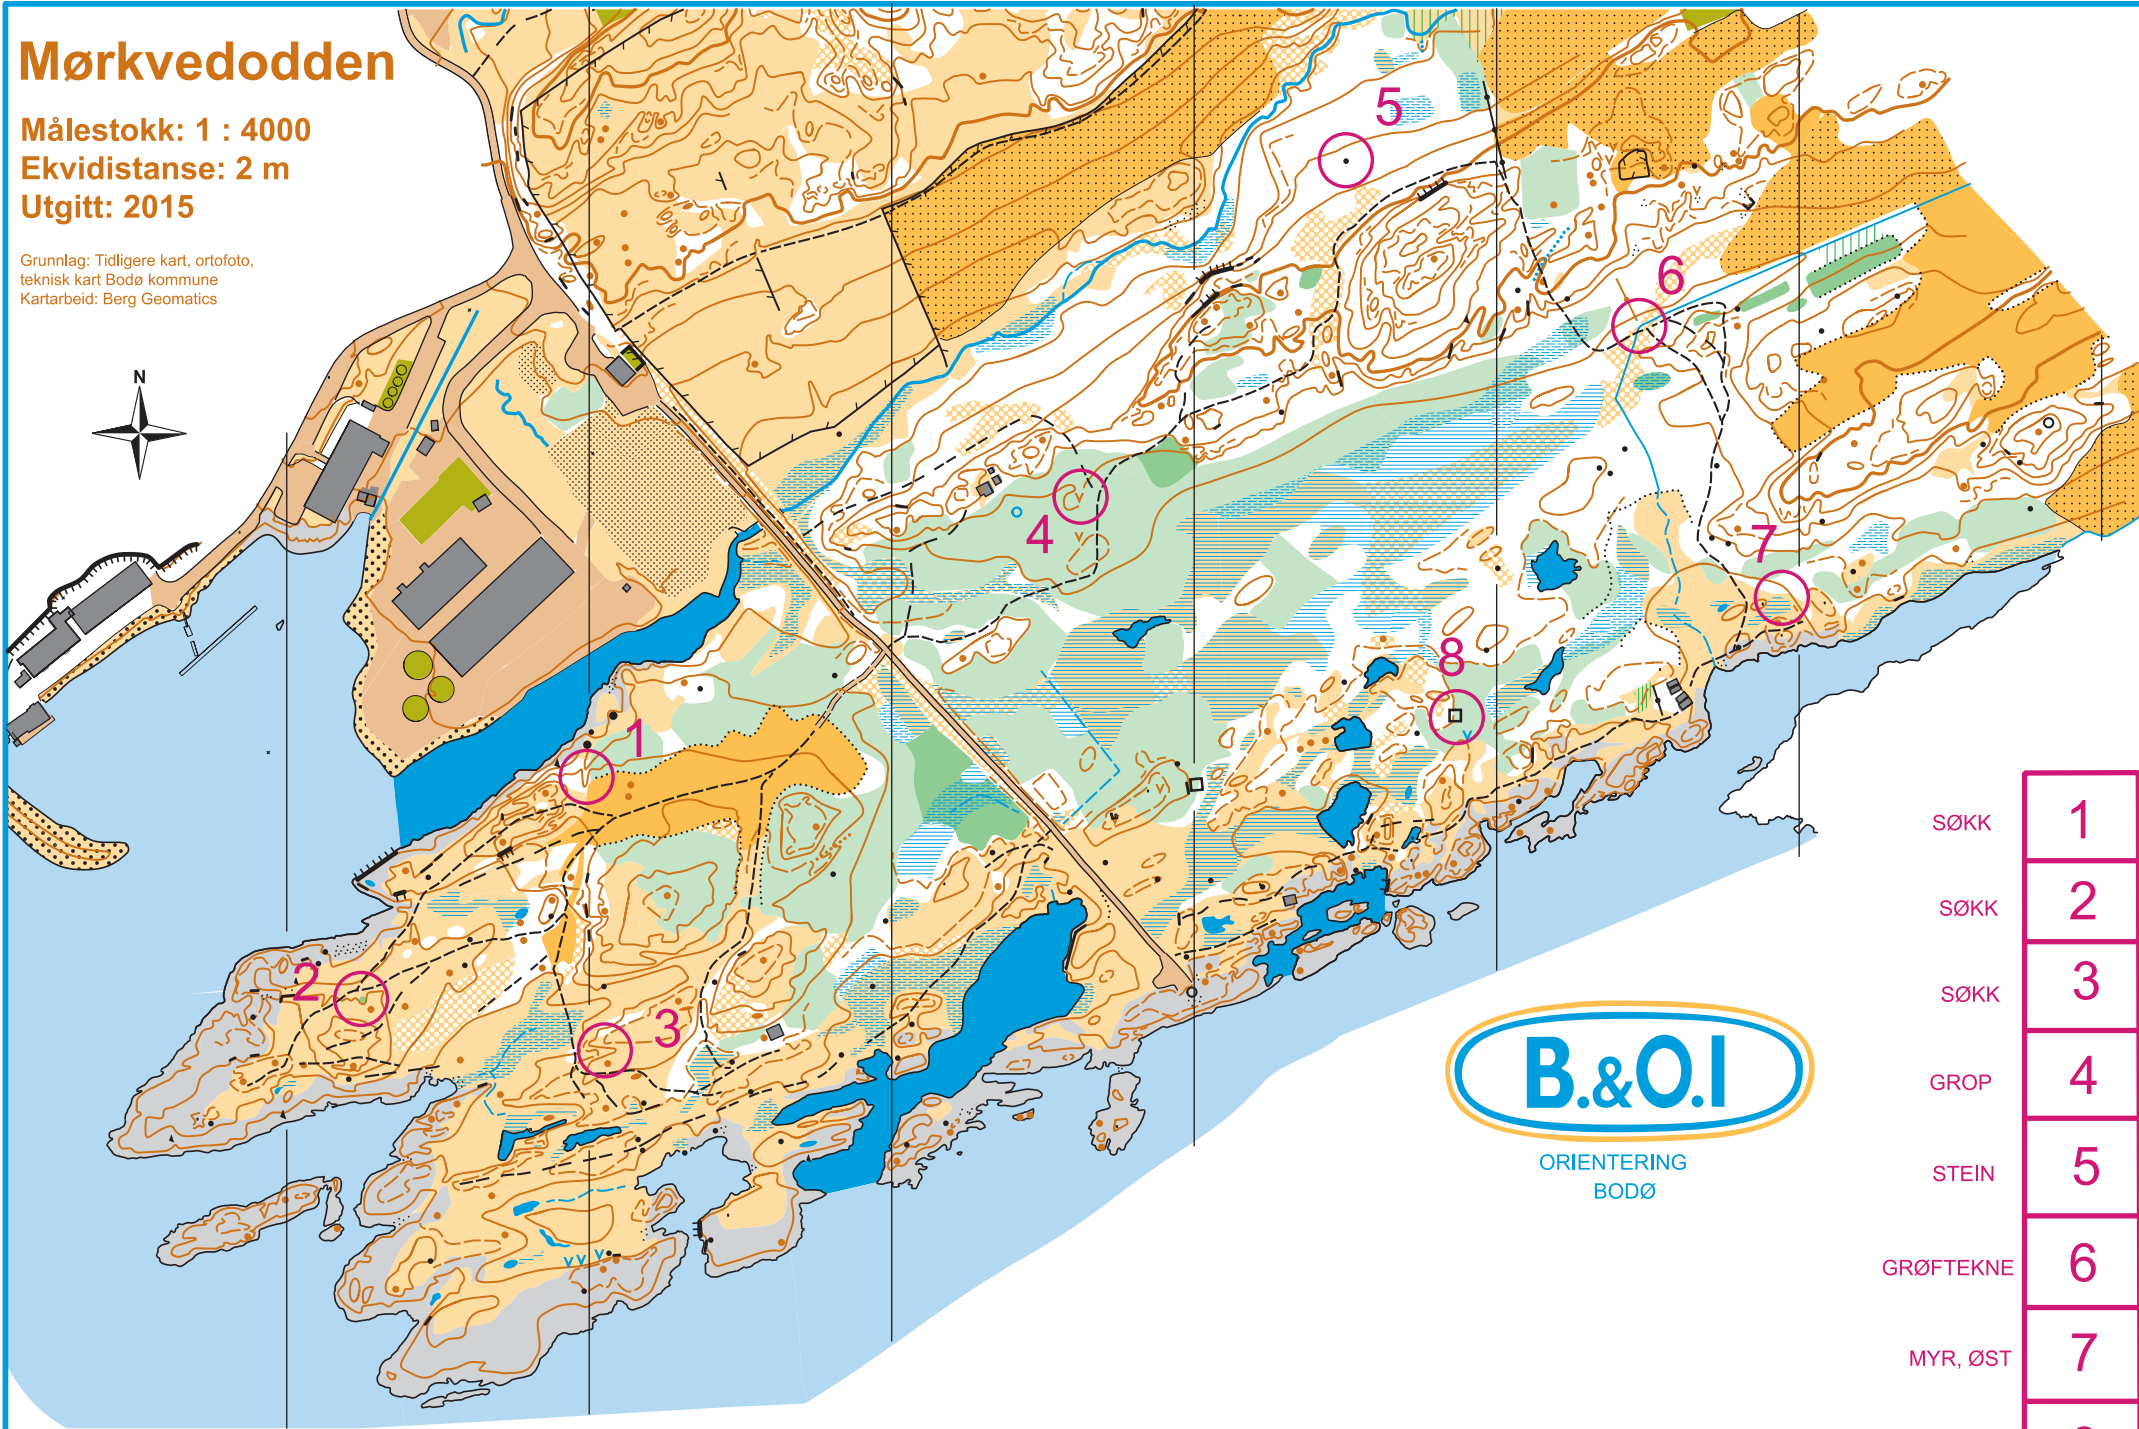 Mørkvedodden
Målestokk: 1 : 4000
Ekvidistanse: 2 m
Utgitt: 2015
Grunnlag: Tidligere kart, ortofoto,
teknisk kart Bodø kommune
Kartarbeid: Berg Geomatics
N
5
6
4
7
8
1
2
3
B.&O.I
ORIENTERING
BODØ
SØKK 1
SØKK 2
SØKK 3
GROP 4
STEIN 5
GRØFTEKNE 6
MYR, ØST 7